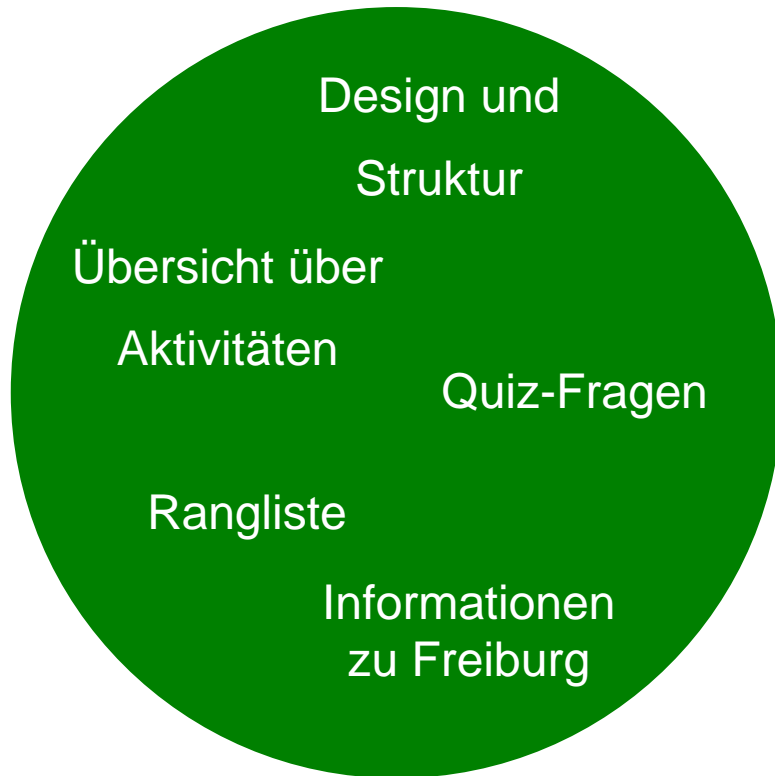 Design und
Struktur
Übersicht über
Aktivitäten
Quiz-Fragen
Rangliste
Informationen
zu Freiburg